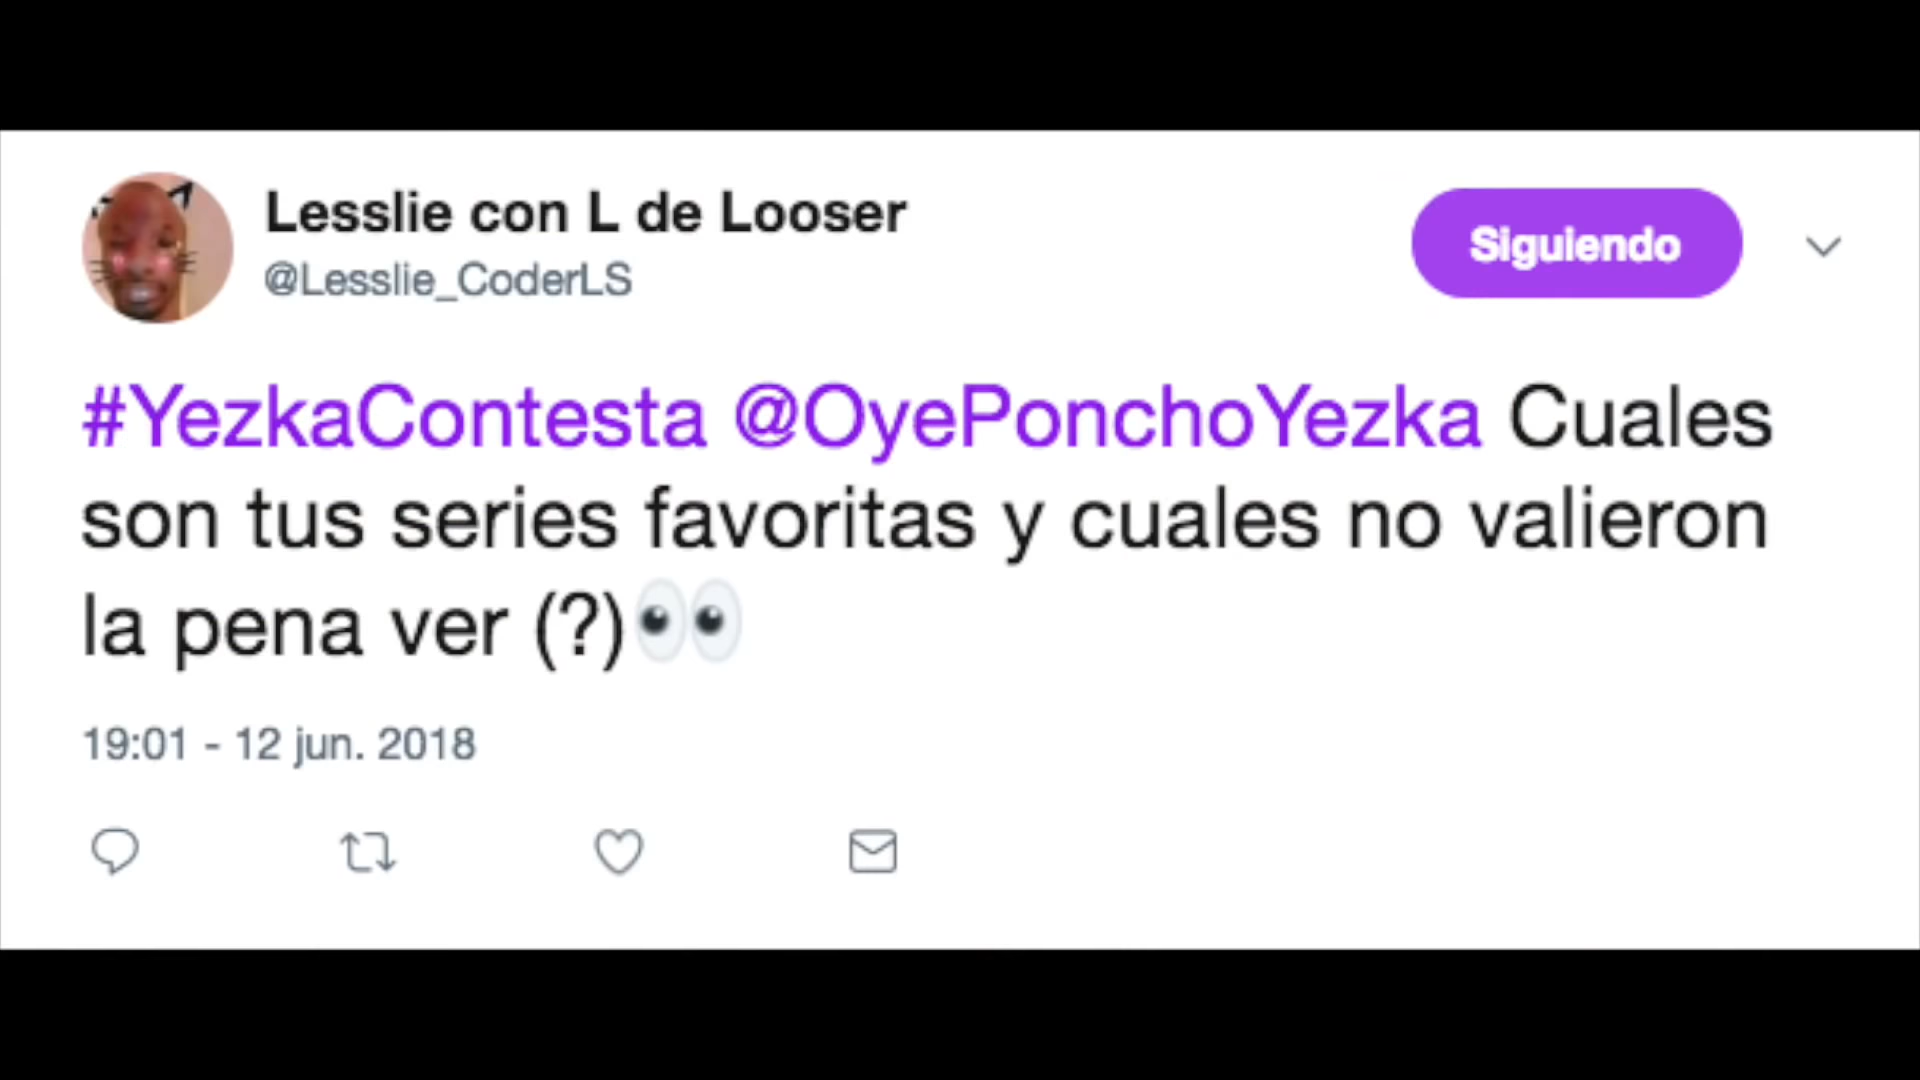 Lesslie con L de Looser
@Lesslie_CoderLS
Siguiendo
#YezkaContesta @OyePonchoYezka Cuales
son tus series favoritas y cuales no valieron
la pena ver (?)👀
19:01 - 12 jun. 2018